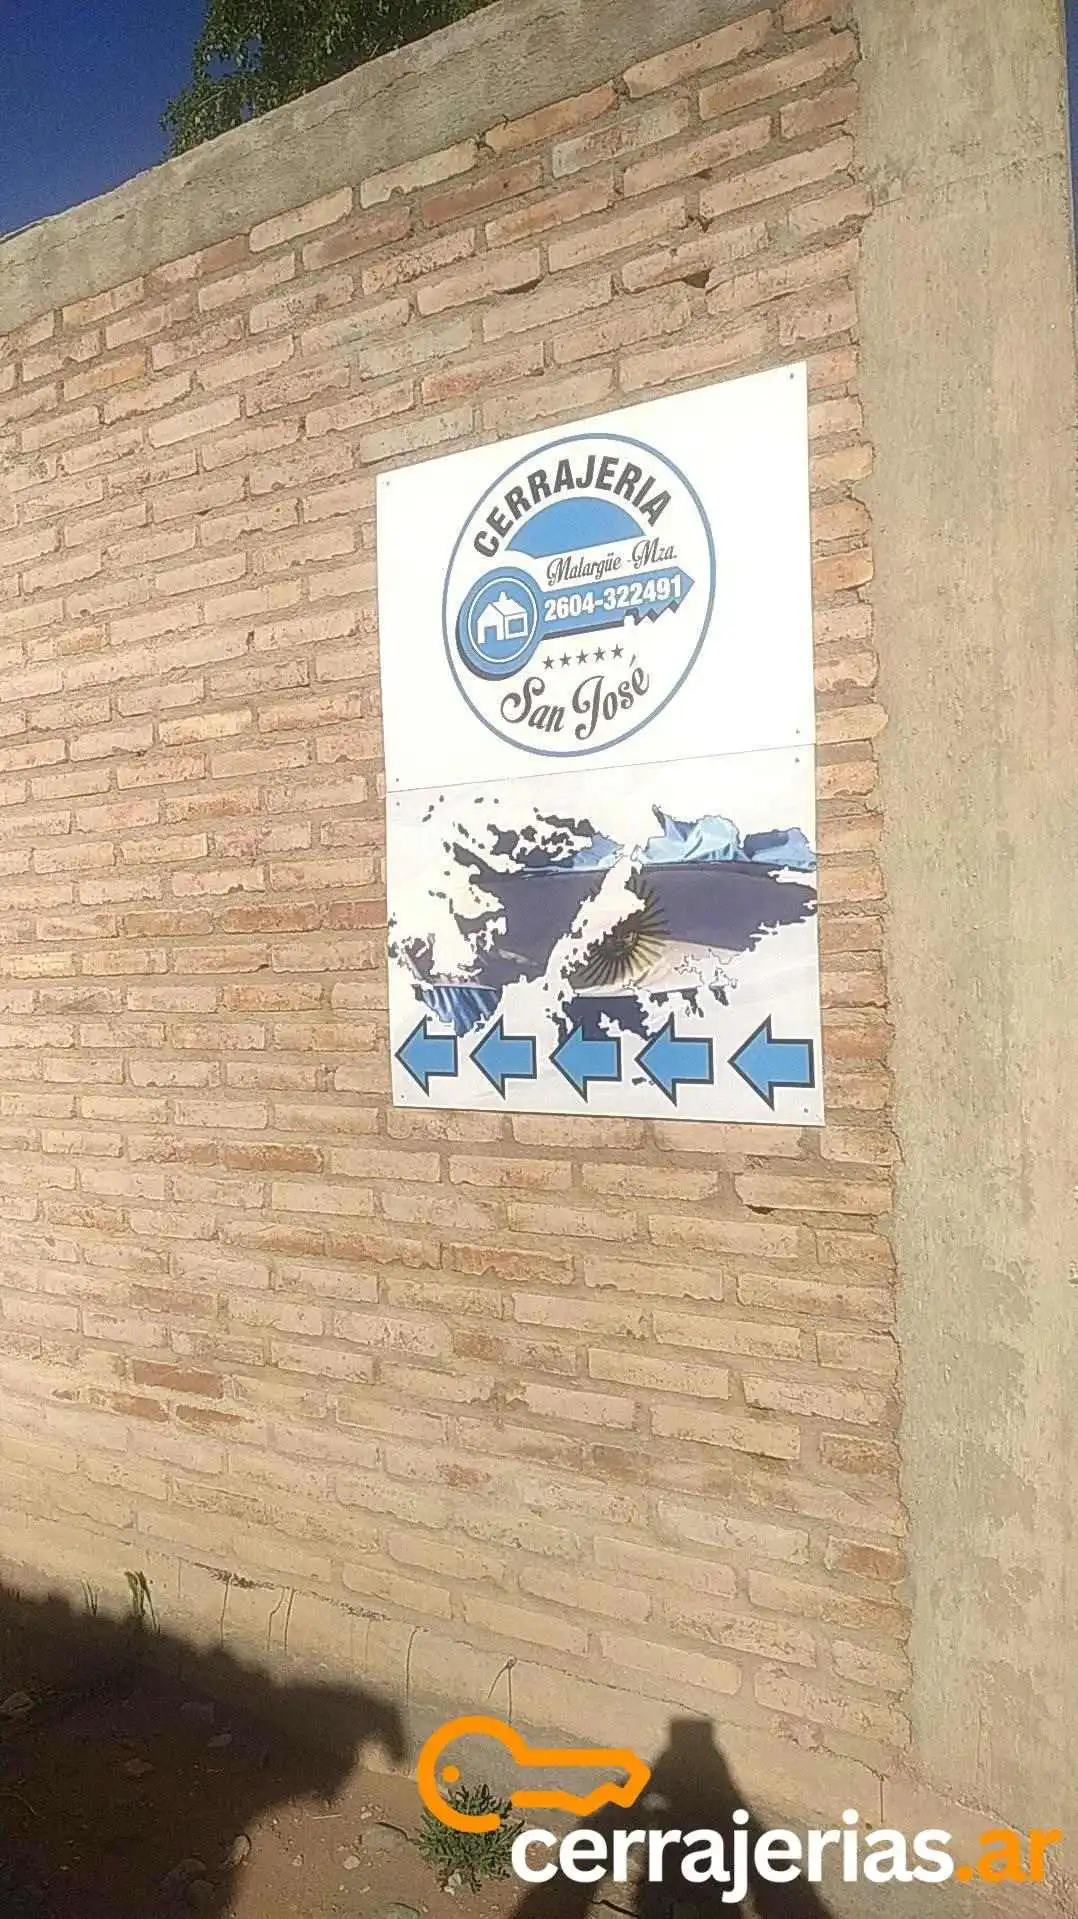 CERRAJERIA
Malargüe - Mza.
2604-322491
San José
cerrajerias.ar